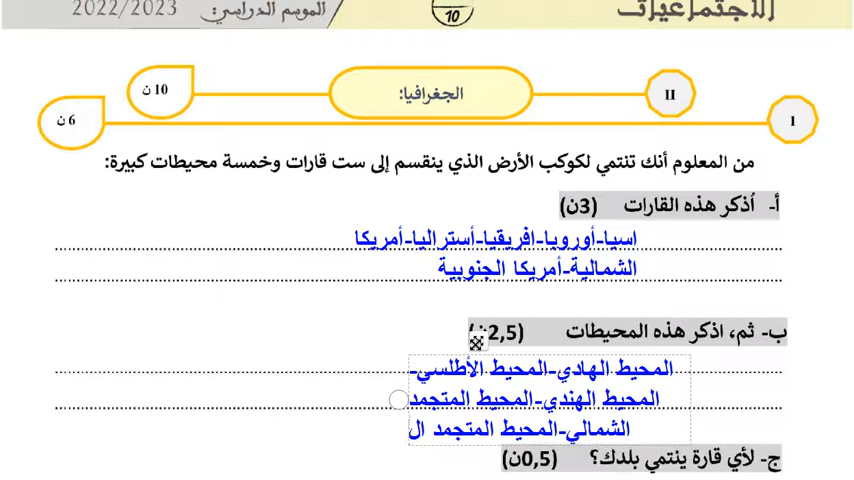 الاجتماعيات
10
الموسم الدراسي: 2022/2023
II
الجغرافيا:
10 ن
1
6 ن
من المعلوم أنك تنتمي لكوكب الأرض الذي ينقسم إلى ست قارات وخمسة محيطات كبيرة:
أ- أذكر هذه القارات (3ن)
اسيا-أوروبا-افريقيا-أستراليا-أمريكا
الشمالية-أمريكا الجنوبية
ب- ثم، اذكر هذه المحيطات (2,5ن)
المحيط الهادي-المحيط الأطلسي-
المحيط الهندي-المحيط المتجمد
الشمالي-المحيط المتجمد ال
ج- لأي قارة ينتمي بلدك؟ (0,5ن)